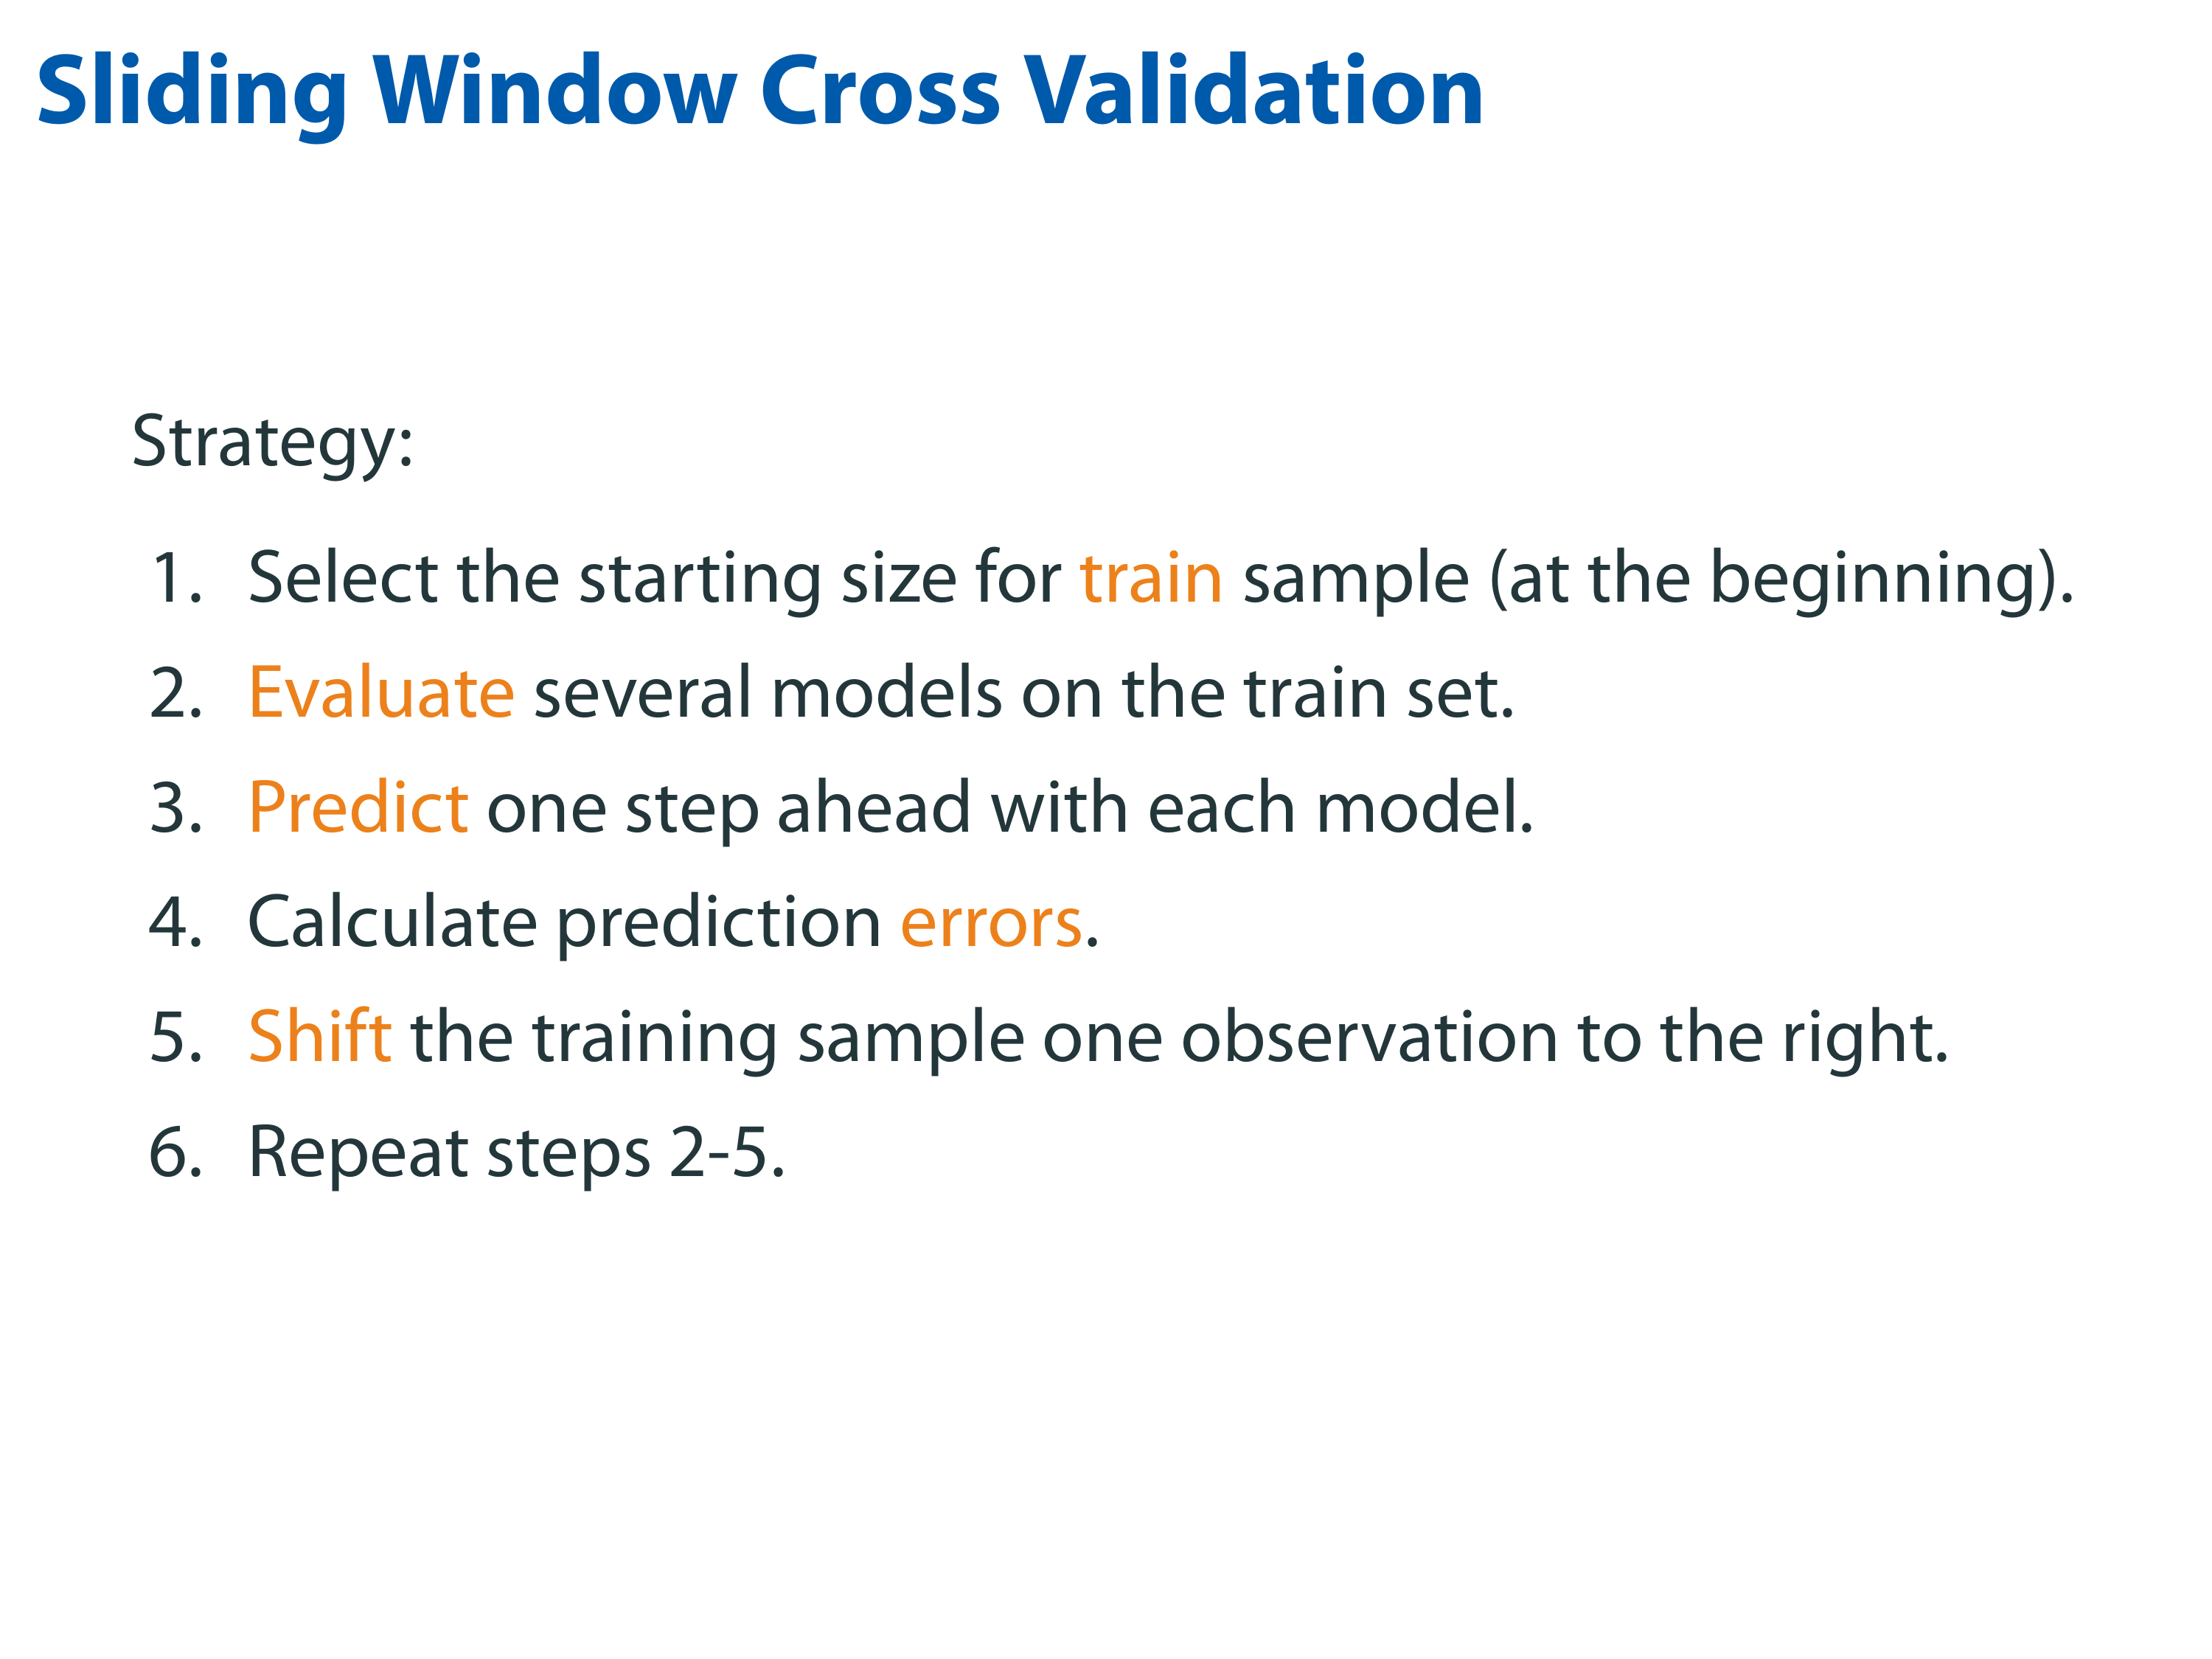 Sliding Window Cross Validation
Strategy:
1. Select the starting size for train sample (at the beginning).
2. Evaluate several models on the train set.
3. Predict one step ahead with each model.
4. Calculate prediction errors.
5. Shift the training sample one observation to the right.
6. Repeat steps 2-5.